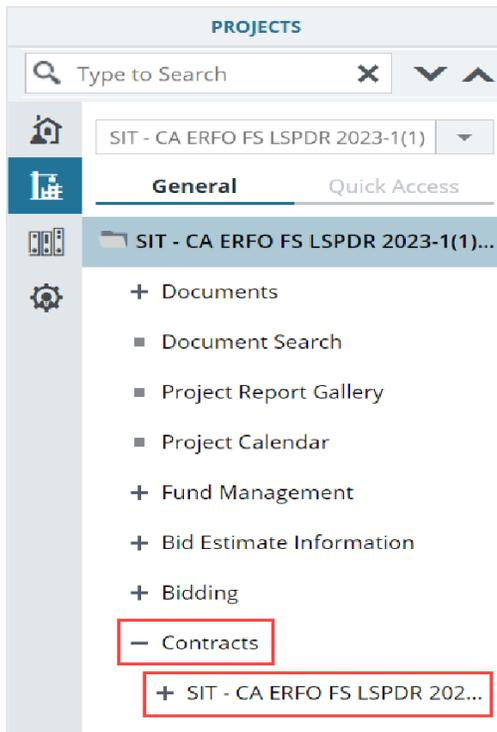 PROJECTS
Type to Search
SIT - CA ERFO FS LSPDR 2023-1(1)
General Quick Access
SIT - CA ERFO FS LSPDR 2023-1(1)...
Documents
Document Search
Project Report Gallery
Project Calendar
Fund Management
Bid Estimate Information
Bidding
Contracts
SIT - CA ERFO FS LSPDR 202...